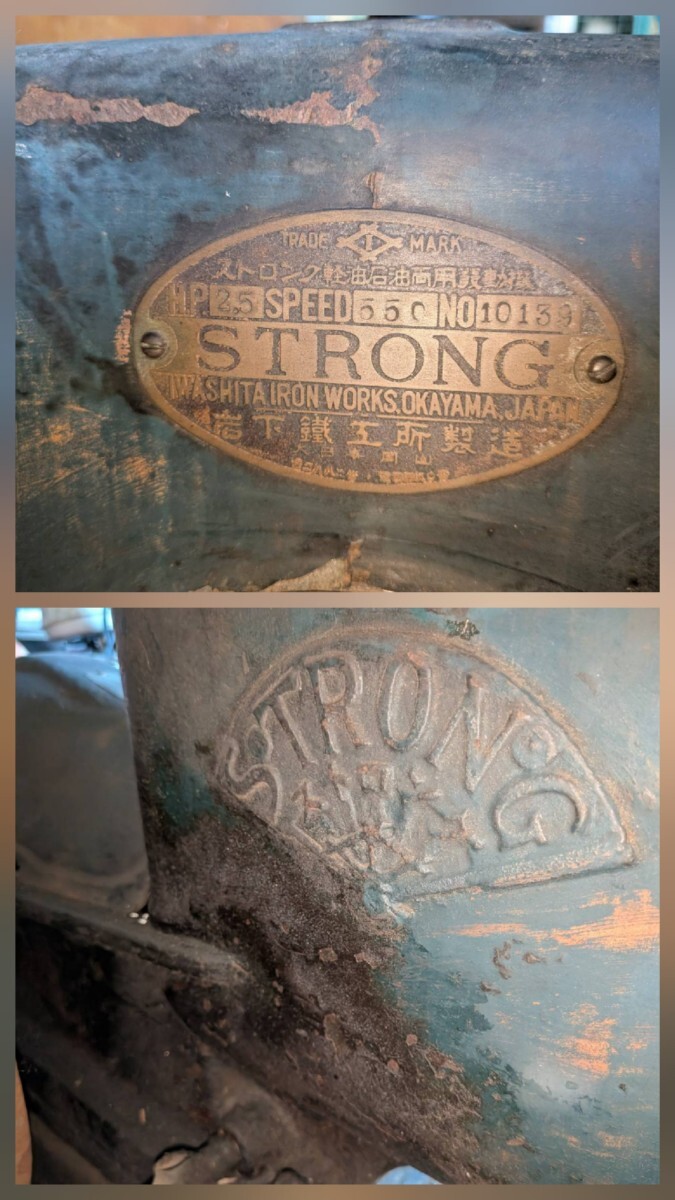 TRADE MARK
ストロング軽油石油両用発動機
HP 2.5 SPEED 550 NO 10139
STRONG
IWASHITA IRON WORKS, OKAYAMA, JAPAN
岩下鐵工所製造
STRONG